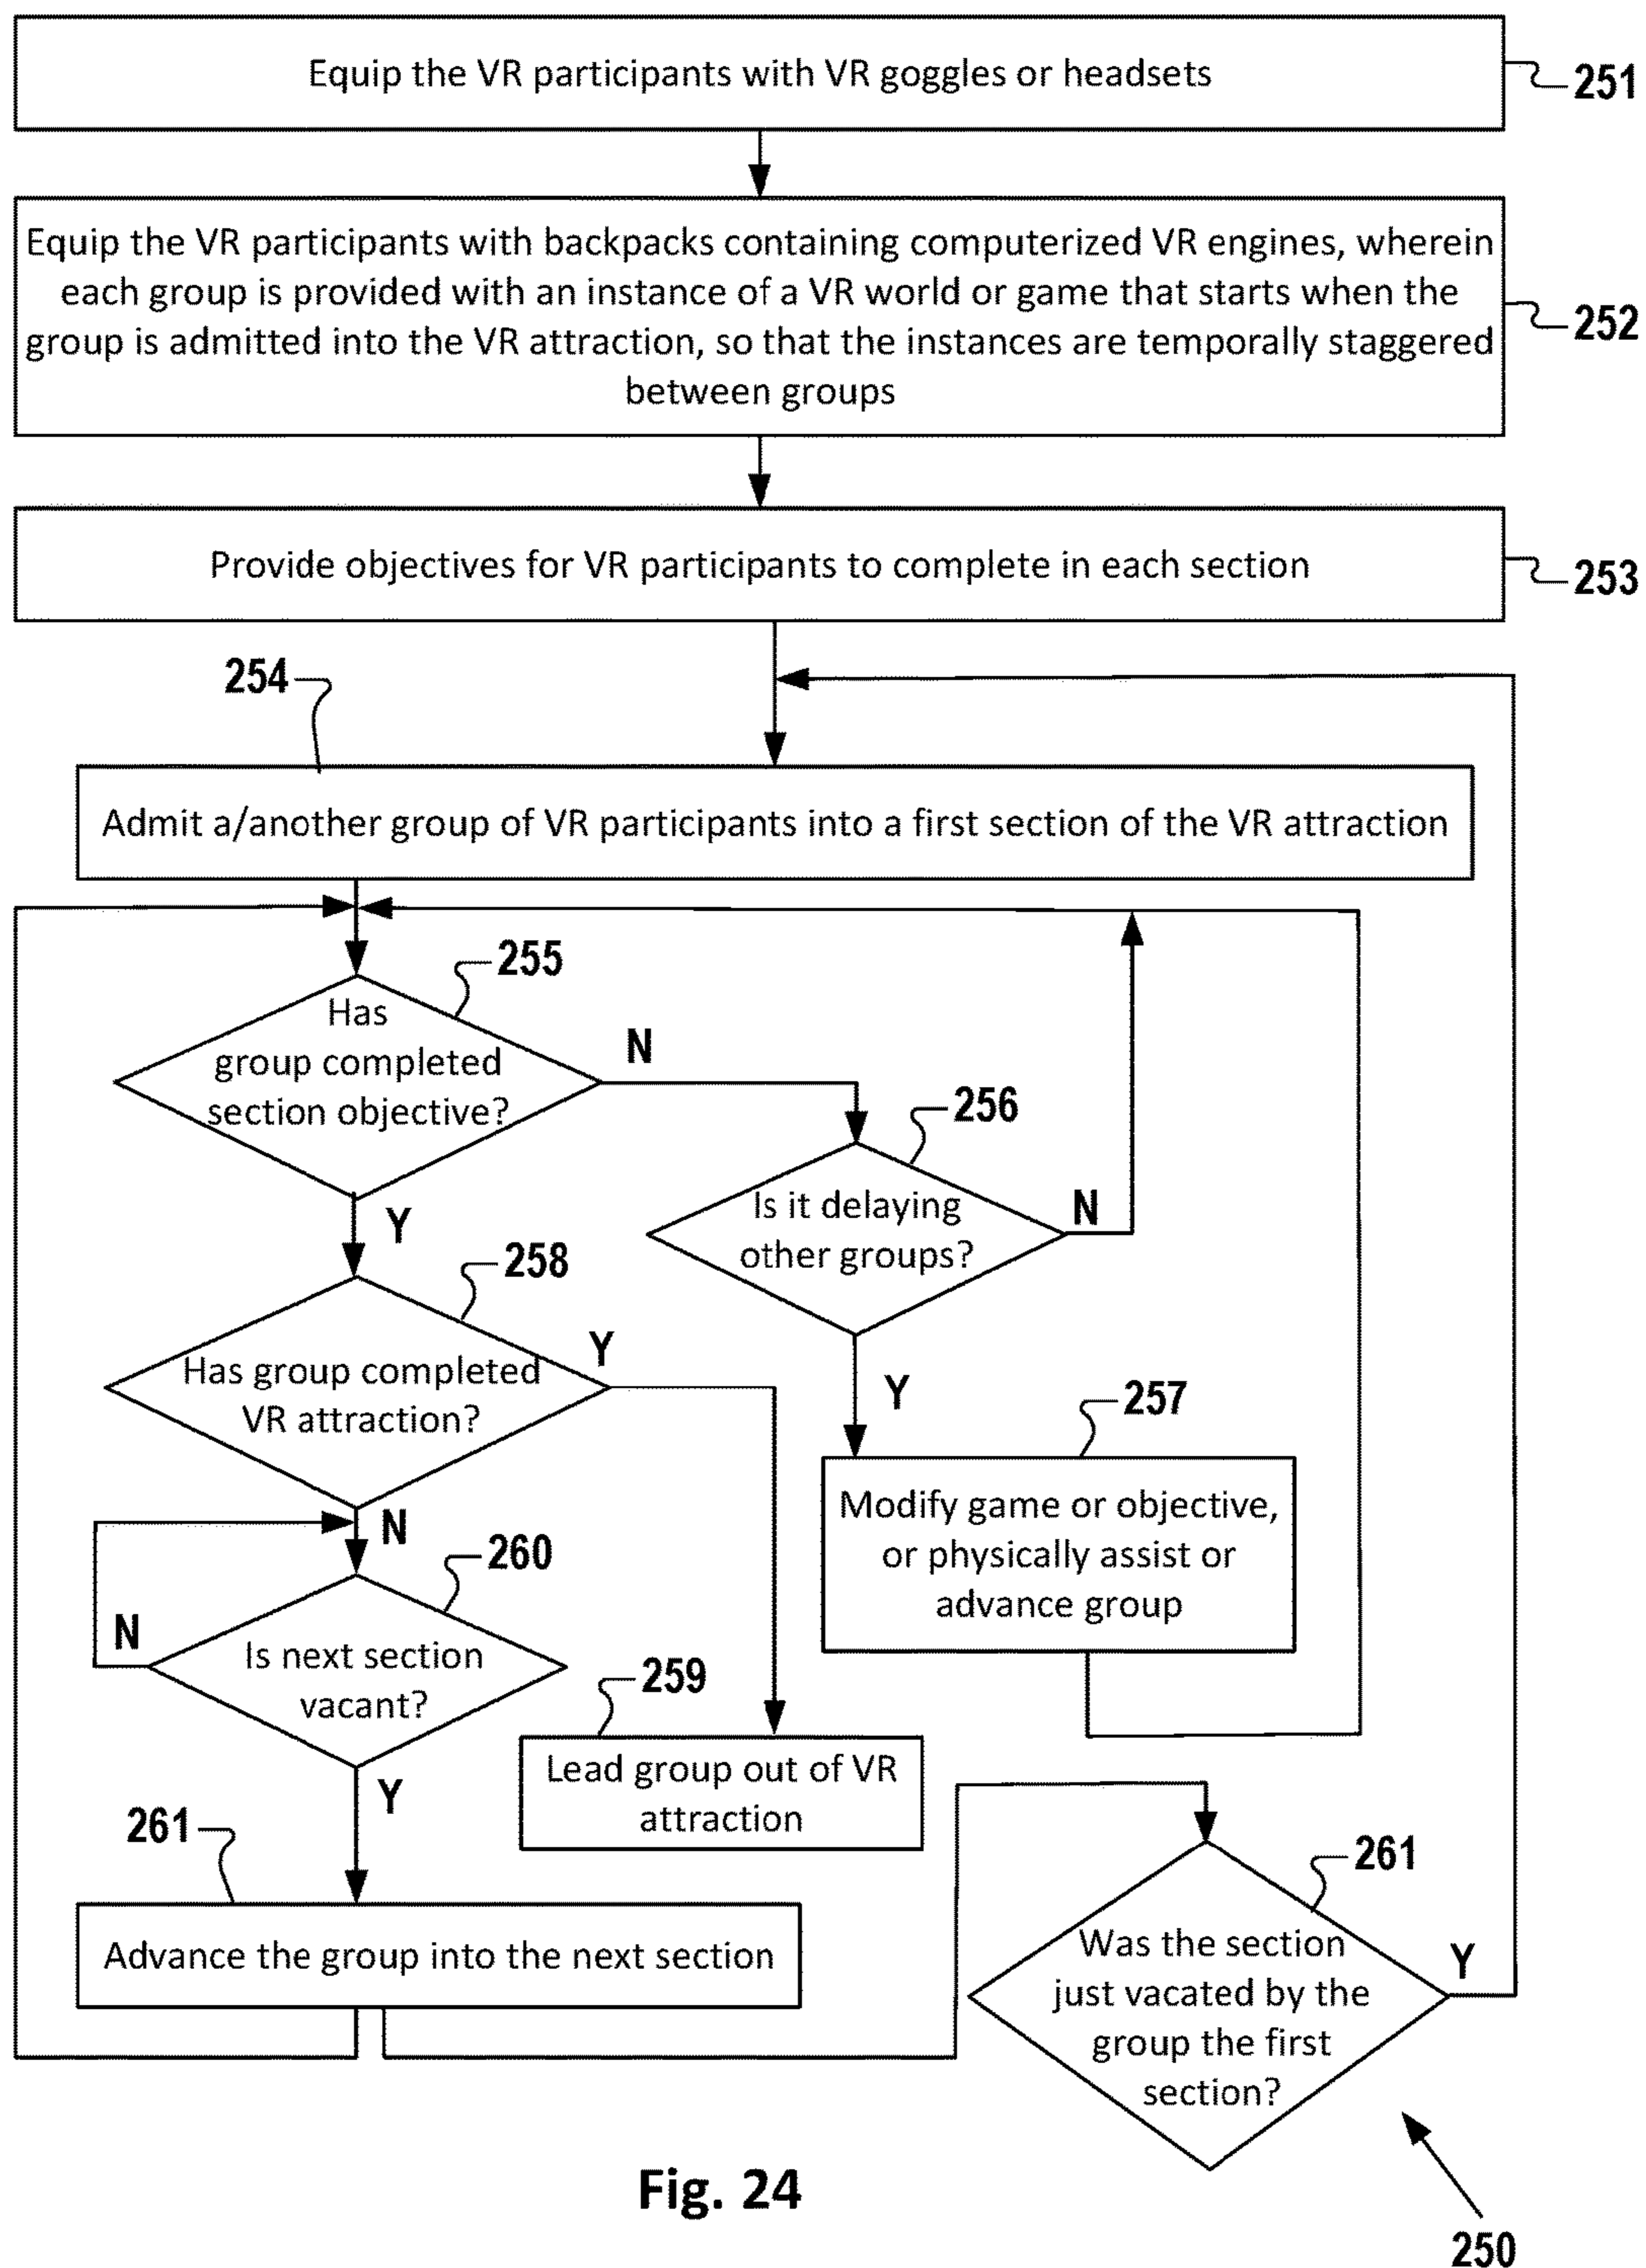 Equip the VR participants with VR goggles or headsets
251
Equip the VR participants with backpacks containing computerized VR engines, wherein
each group is provided with an instance of a VR world or game that starts when the
group is admitted into the VR attraction, so that the instances are temporally staggered
between groups
252
Provide objectives for VR participants to complete in each section
253
254
Admit a/another group of VR participants into a first section of the VR attraction
255
Has
group completed
section objective?
N
Y
256
Is it delaying
other groups?
N
Y
257
Modify game or objective,
or physically assist or
advance group
258
Has group completed
VR attraction?
Y
N
259
Lead group out of VR
attraction
260
Is next section
vacant?
N
Y
261
Advance the group into the next section
261
Was the section
just vacated by the
group the first
section?
Y
Fig. 24
250